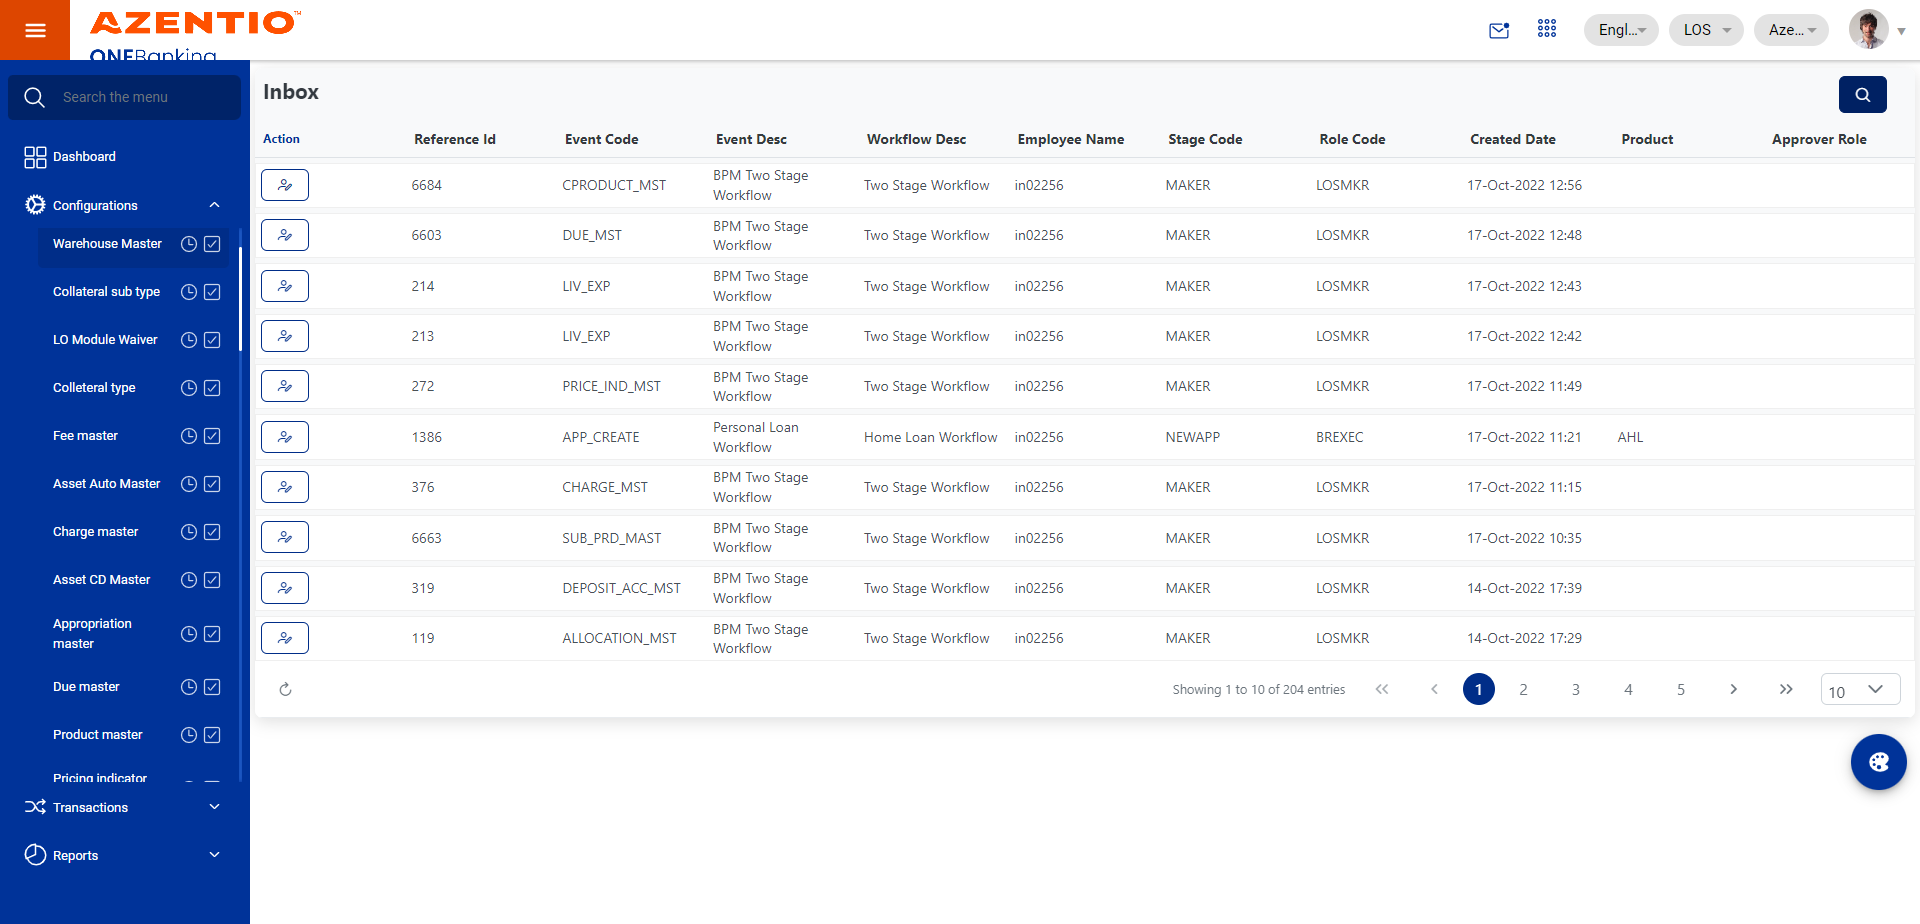 AZENTIO™
ONEBanking
Engl...
LOS
Aze...
Search the menu
Dashboard
Configurations
Warehouse Master
Collateral sub type
LO Module Waiver
Colleteral type
Fee master
Asset Auto Master
Charge master
Asset CD Master
Appropriation
master
Due master
Product master
Pricing indicator
Transactions
Reports
Inbox
Action Reference Id Event Code Event Desc Workflow Desc Employee Name Stage Code Role Code Created Date Product Approver Role
6684 CPRODUCT_MST BPM Two Stage Workflow Two Stage Workflow in02256 MAKER LOSMKR 17-Oct-2022 12:56
6603 DUE_MST BPM Two Stage Workflow Two Stage Workflow in02256 MAKER LOSMKR 17-Oct-2022 12:48
214 LIV_EXP BPM Two Stage Workflow Two Stage Workflow in02256 MAKER LOSMKR 17-Oct-2022 12:43
213 LIV_EXP BPM Two Stage Workflow Two Stage Workflow in02256 MAKER LOSMKR 17-Oct-2022 12:42
272 PRICE_IND_MST BPM Two Stage Workflow Two Stage Workflow in02256 MAKER LOSMKR 17-Oct-2022 11:49
1386 APP_CREATE Personal Loan Workflow Home Loan Workflow in02256 NEWAPP BREXEC 17-Oct-2022 11:21 AHL
376 CHARGE_MST BPM Two Stage Workflow Two Stage Workflow in02256 MAKER LOSMKR 17-Oct-2022 11:15
6663 SUB_PRD_MAST BPM Two Stage Workflow Two Stage Workflow in02256 MAKER LOSMKR 17-Oct-2022 10:35
319 DEPOSIT_ACC_MST BPM Two Stage Workflow Two Stage Workflow in02256 MAKER LOSMKR 14-Oct-2022 17:39
119 ALLOCATION_MST BPM Two Stage Workflow Two Stage Workflow in02256 MAKER LOSMKR 14-Oct-2022 17:29
Showing 1 to 10 of 204 entries 1 2 3 4 5 10